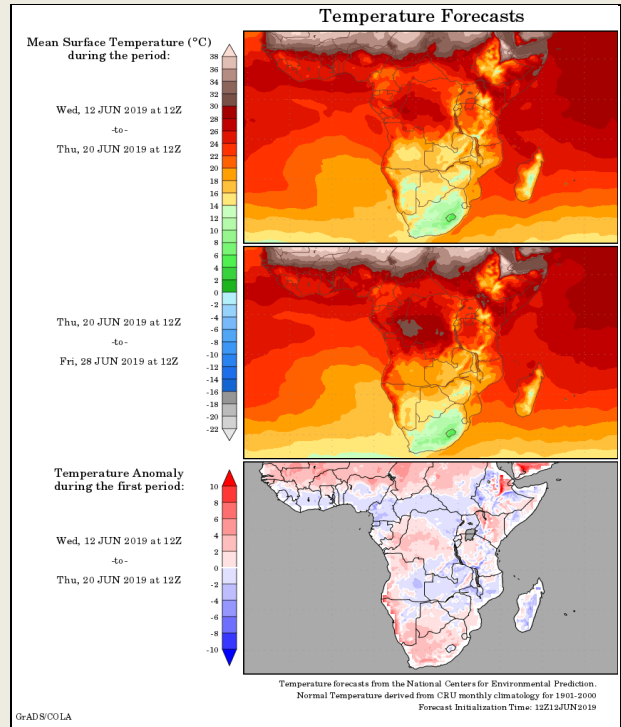 Temperature Forecasts
Mean Surface Temperature (°C)
during the period:
38
36
34
32
30
28
26
24
22
20
18
16
14
12
10
8
6
4
2
0
-2
-4
-6
-8
-10
-12
-14
-16
-18
-20
-22
Wed, 12 JUN 2019 at 12Z
-to-
Thu, 20 JUN 2019 at 12Z
Thu, 20 JUN 2019 at 12Z
-to-
Fri, 28 JUN 2019 at 12Z
Temperature Anomaly
during the first period:
10
8
6
4
2
0
-2
-4
-6
-8
-10
Wed, 12 JUN 2019 at 12Z
-to-
Thu, 20 JUN 2019 at 12Z
Temperature forecasts from the National Centers for Environmental Prediction.
Normal Temperature derived from CRU monthly climatology for 1901-2000
Forecast Initialization Time: 12Z12JUN2019
GrADS/COLA